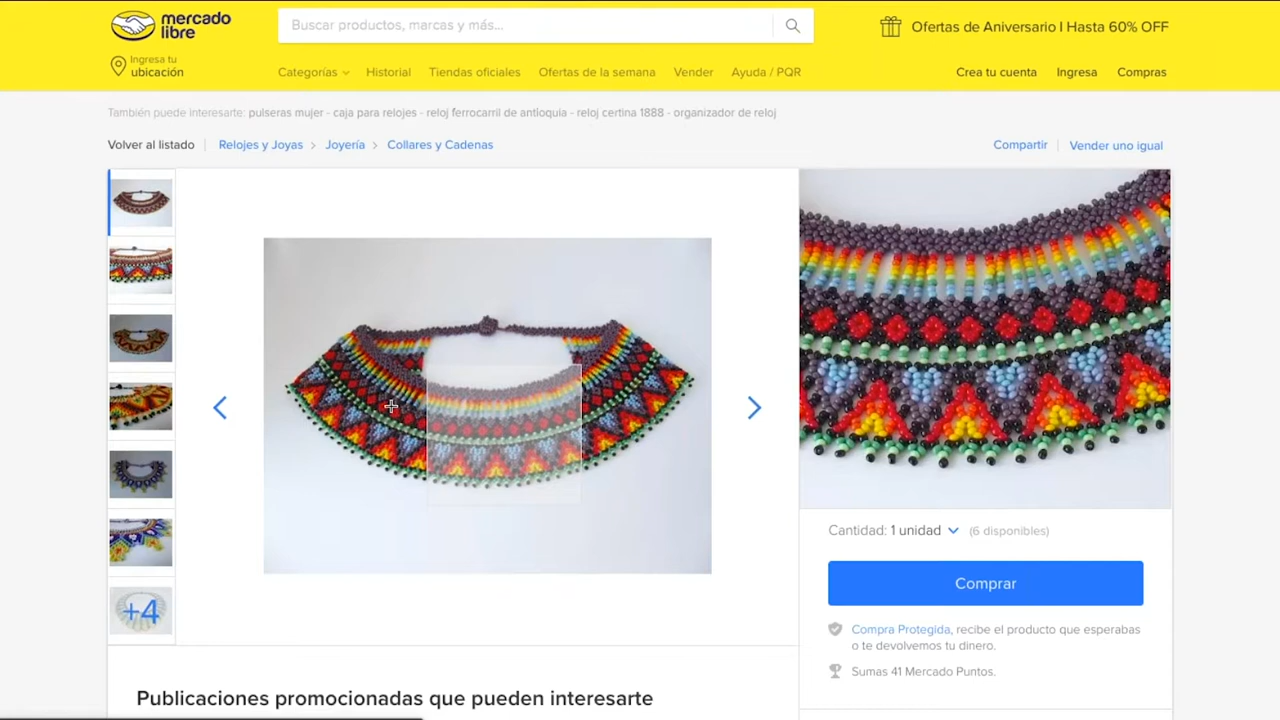 mercado
libre
Buscar productos, marcas y más...
Ofertas de Aniversario I Hasta 60% OFF
Ingresa tu
ubicación
Categorías Historial Tiendas oficiales Ofertas de la semana Vender Ayuda / PQR Crea tu cuenta Ingresa Compras
También puede interesarte: pulseras mujer - caja para relojes - reloj ferrocarril de antioquia - reloj certina 1888 - organizador de reloj
Volver al listado Relojes y Joyas > Joyería > Collares y Cadenas Compartir Vender uno igual
+4
Cantidad: 1 unidad (6 disponibles)
Comprar
Compra Protegida, recibe el producto que esperabas
o te devolvemos tu dinero.
Sumas 41 Mercado Puntos.
Publicaciones promocionadas que pueden interesarte